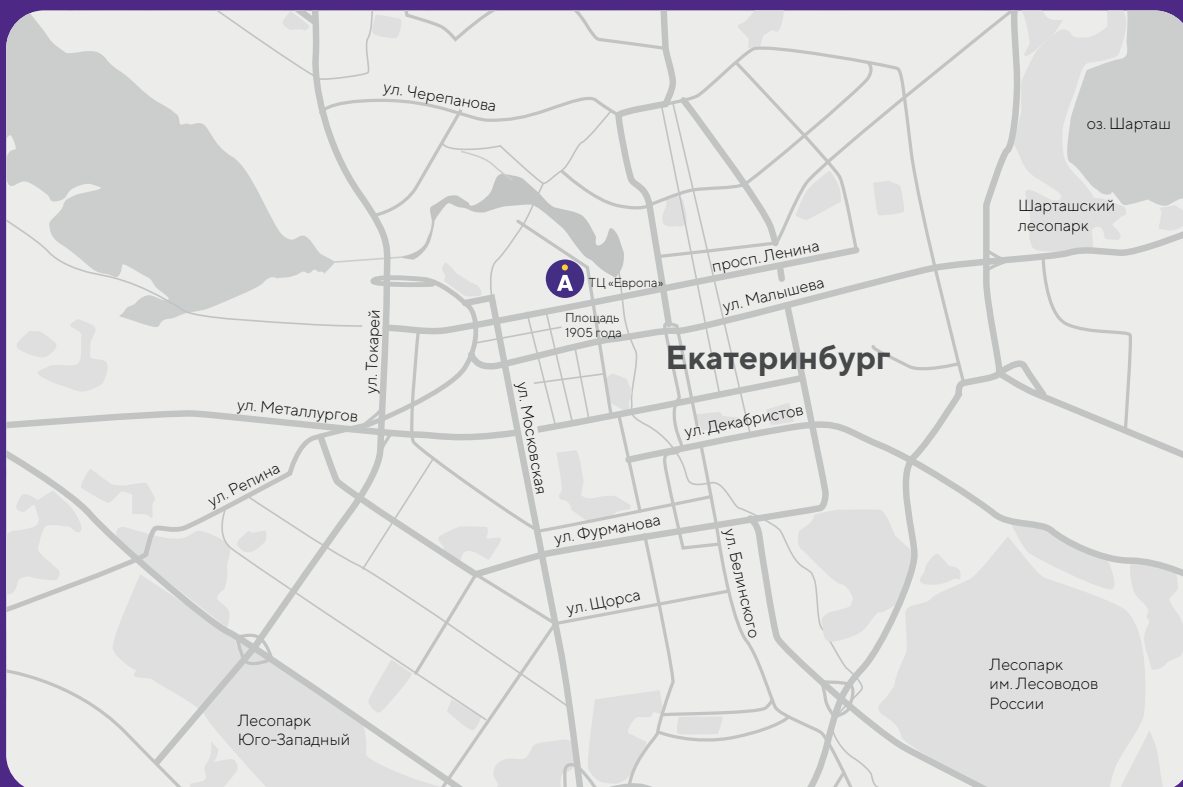 ул. Черепанова
оз. Шарташ
Шарташский
лесопарк
просп. Ленина
А
ТЦ «Европа»
ул. Малышева
Площадь
1905 года
ул. Токарей
Екатеринбург
ул. Металлургов
ул. Московская
ул. Декабристов
ул. Репина
ул. Фурманова
ул. Белинского
ул. Щорса
Лесопарк
им. Лесоводов
России
Лесопарк
Юго-Западный